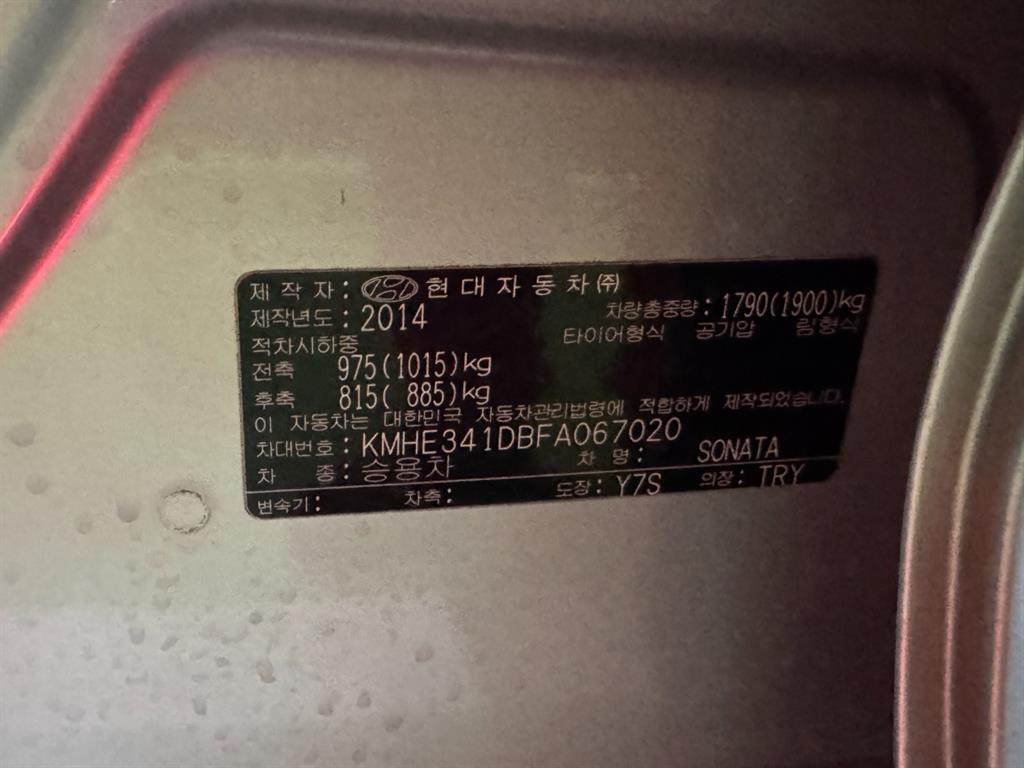 제 작 자 : 현대자동차㈜
제작년도 : 2014 차량총중량 : 1790(1900)kg
적차시하중 타이어형식 공기압 림형식
전축 975(1015)kg
후축 815( 885)kg
이 자동차는 대한민국 자동차관리법령에 적합하게 제작되었습니다.
차대번호 : KMHE341DBFA067020
차 종 : 승용차 차 명 : SONATA
변속기 : 차축 : 도장 : Y7S 의장 : TRY